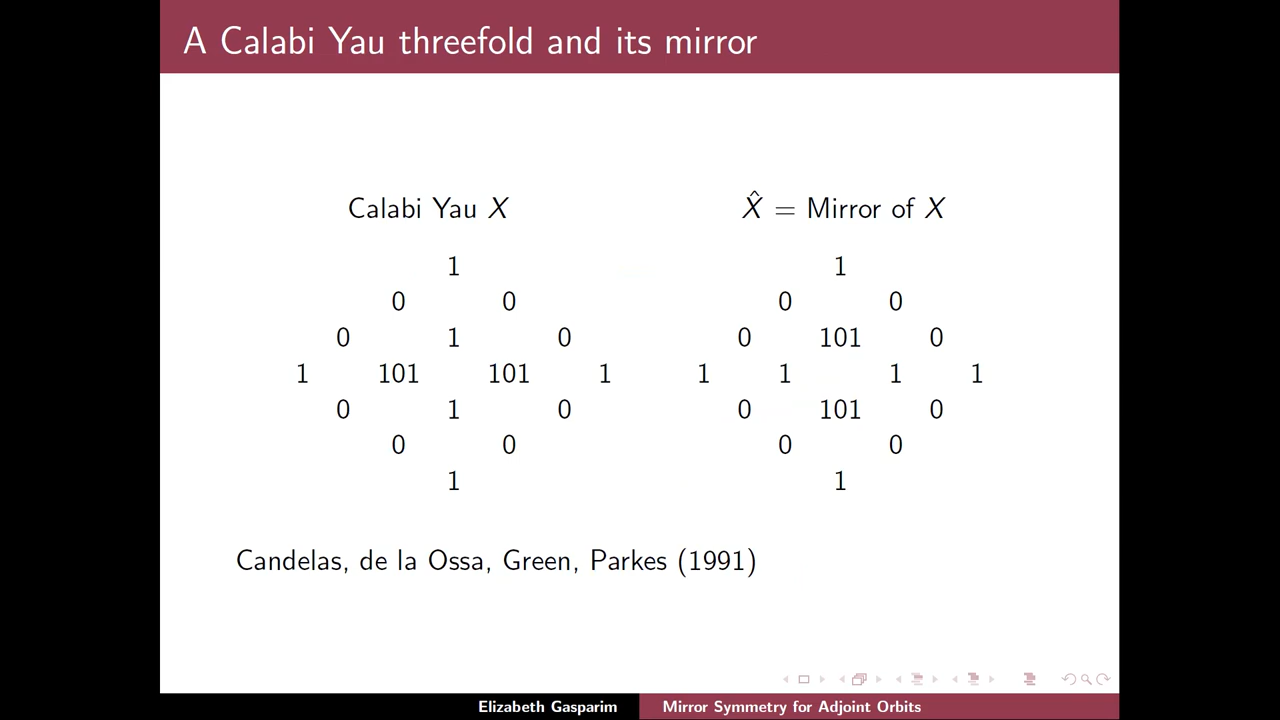 A Calabi Yau threefold and its mirror
Calabi Yau X
1
0 0
0 1 0
1 101 101 1
0 1 0
0 0
1
X̂ = Mirror of X
1
0 0
0 101 0
1 1 1 1
0 101 0
0 0
1
Candelas, de la Ossa, Green, Parkes (1991)
Elizabeth Gasparim
Mirror Symmetry for Adjoint Orbits